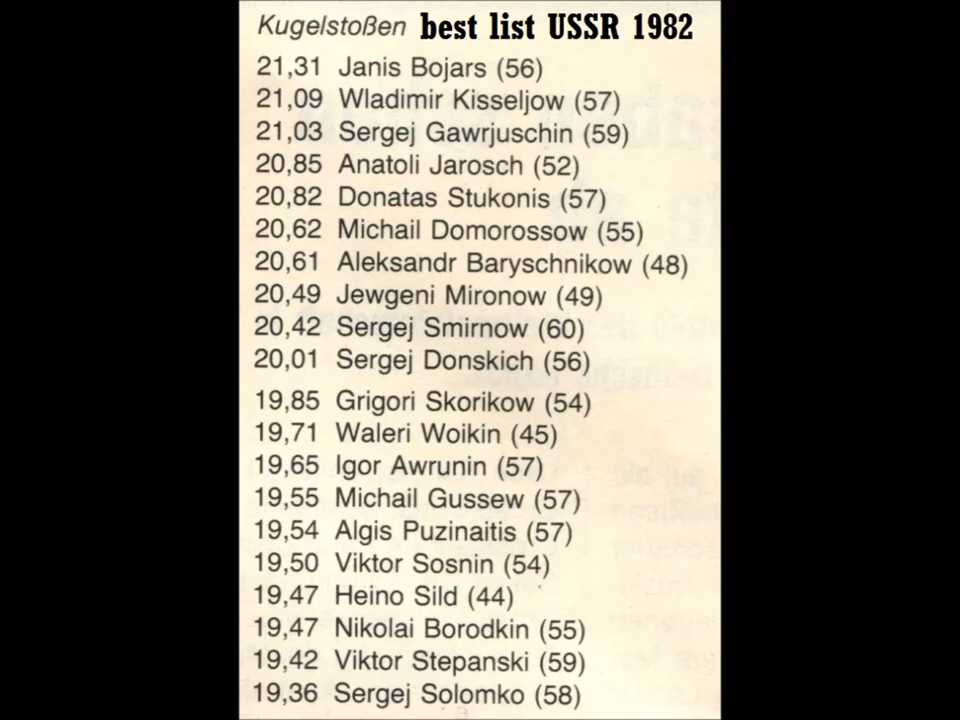 Kugelstoßen best list USSR 1982
21,31 Janis Bojars (56)
21,09 Wladimir Kisseljow (57)
21,03 Sergej Gawrjuschin (59)
20,85 Anatoli Jarosch (52)
20,82 Donatas Stukonis (57)
20,62 Michail Domorossow (55)
20,61 Aleksandr Baryschnikow (48)
20,49 Jewgeni Mironow (49)
20,42 Sergej Smirnow (60)
20,01 Sergej Donskich (56)
19,85 Grigori Skorikow (54)
19,71 Waleri Woikin (45)
19,65 Igor Awrunin (57)
19,55 Michail Gussew (57)
19,54 Algis Puzinaitis (57)
19,50 Viktor Sosnin (54)
19,47 Heino Sild (44)
19,47 Nikolai Borodkin (55)
19,42 Viktor Stepanski (59)
19,36 Sergej Solomko (58)